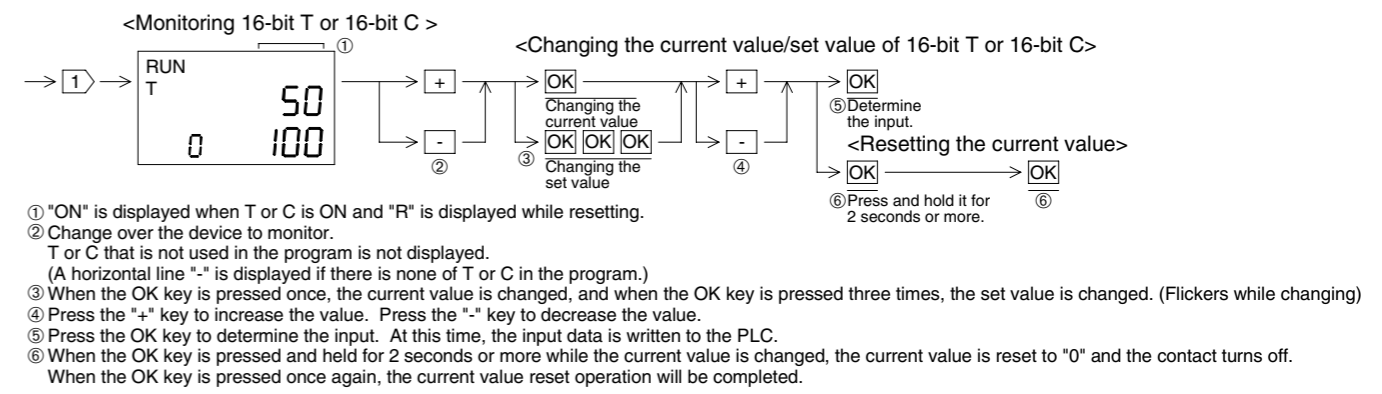 <Monitoring 16-bit T or 16-bit C >
①
<Changing the current value/set value of 16-bit T or 16-bit C>
1
RUN
T
50
0 100
+
-
②
OK
Changing the
current value
③
OK OK OK
Changing the
set value
+
-
④
OK
⑤Determine
the input.
<Resetting the current value>
OK OK
⑥Press and hold it for
2 seconds or more.
⑥
① "ON" is displayed when T or C is ON and "R" is displayed while resetting.
② Change over the device to monitor.
T or C that is not used in the program is not displayed.
(A horizontal line "-" is displayed if there is none of T or C in the program.)
③ When the OK key is pressed once, the current value is changed, and when the OK key is pressed three times, the set value is changed. (Flickers while changing)
④ Press the "+" key to increase the value. Press the "-" key to decrease the value.
⑤ Press the OK key to determine the input. At this time, the input data is written to the PLC.
⑥ When the OK key is pressed and held for 2 seconds or more while the current value is changed, the current value is reset to "0" and the contact turns off.
When the OK key is pressed once again, the current value reset operation will be completed.